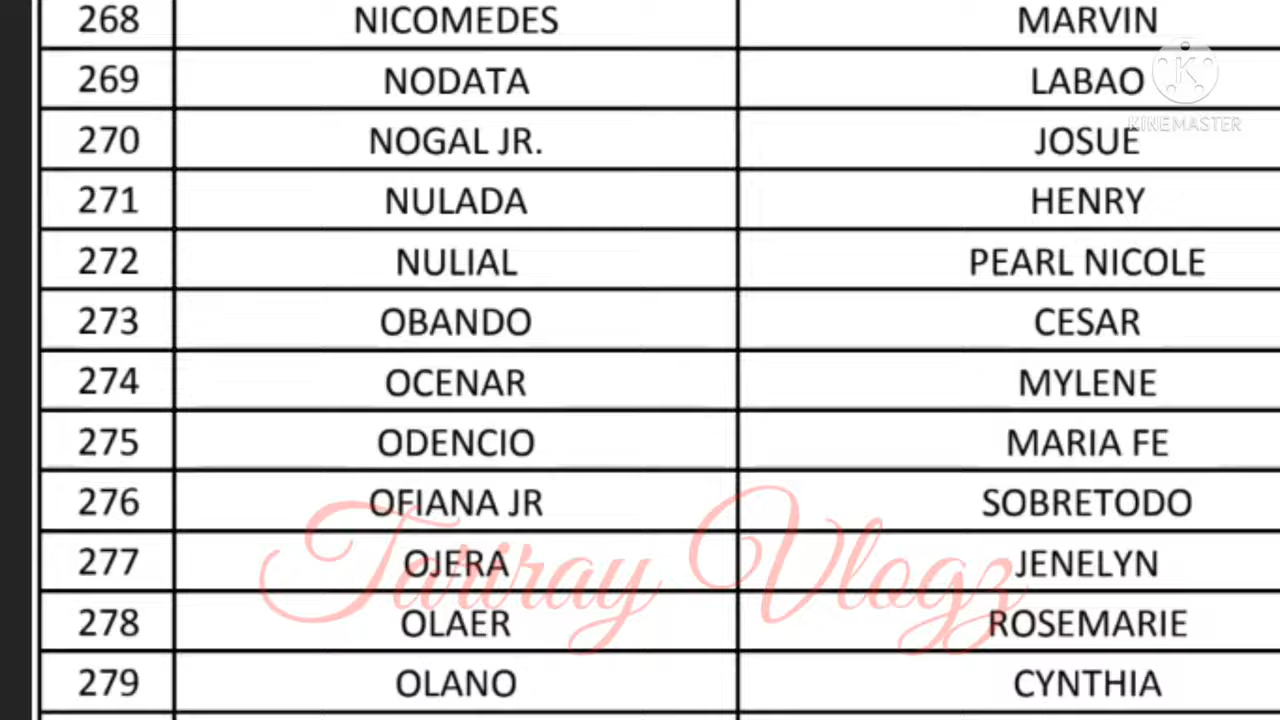 268 NICOMEDES MARVIN
269 NODATA LABAO
KINEMASTER
270 NOGAL JR. JOSUE
271 NULADA HENRY
272 NULIAL PEARL NICOLE
273 OBANDO CESAR
274 OCENAR MYLENE
275 ODENCIO MARIA FE
276 OFIANA JR SOBRETODO
277 OJERA JENELYN
Tatiray Vlogz
278 OLAER ROSEMARIE
279 OLANO CYNTHIA